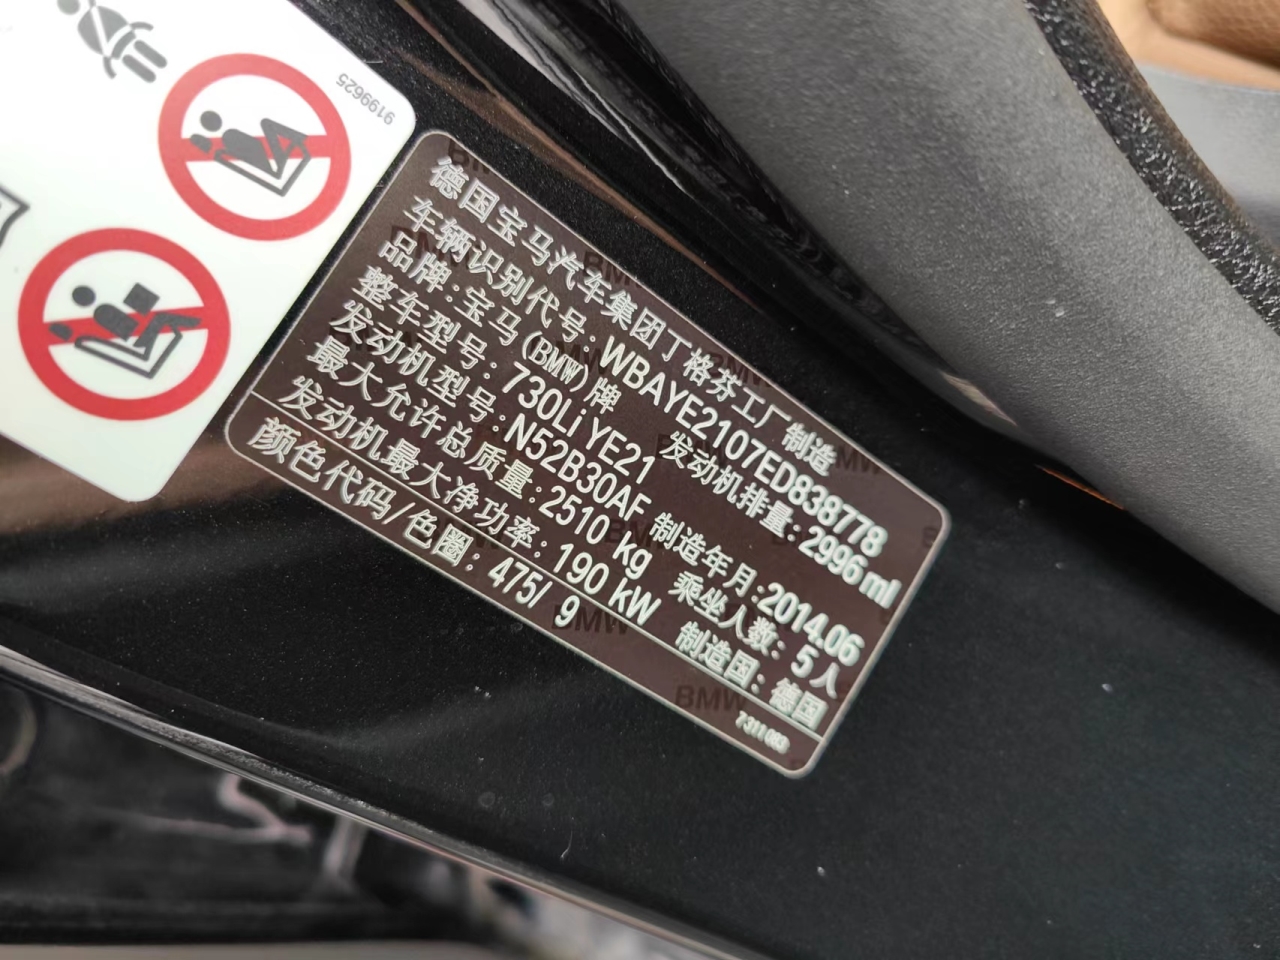 9199625
德国宝马汽车集团丁格芬工厂制造
车辆识别代号: WBAYE2107ED838778
品牌: 宝马(BMW)牌 发动机排量: 2996 ml
整车型号: 730Li YE21
发动机型号: N52B30AF 制造年月: 2014.06
最大允许总质量: 2510 kg 乘坐人数: 5人
发动机最大净功率: 190 kW 制造国: 德国
颜色代码/色圈: 475/ 9